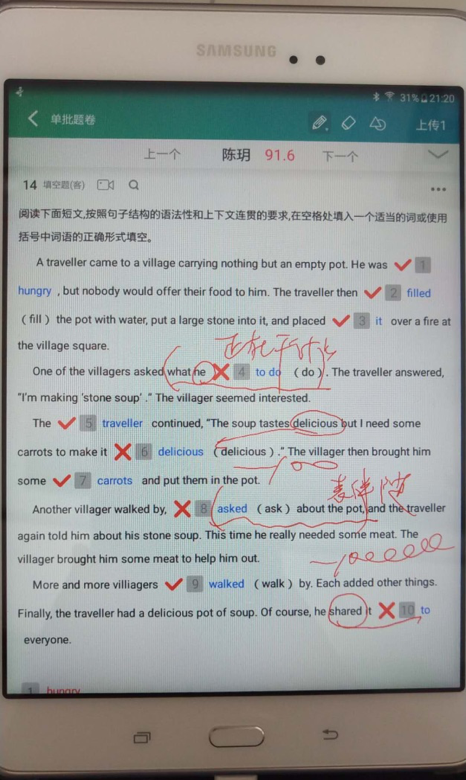 SAMSUNG
31% 21:20
单批题卷 上传1
上一个 陈玥 91.6 下一个
14 填空题(客)
阅读下面短文,按照句子结构的语法性和上下文连贯的要求,在空格处填入一个适当的词或使用
括号中词语的正确形式填空。
A traveller came to a village carrying nothing but an empty pot. He was 1
hungry , but nobody would offer their food to him. The traveller then 2 filled
(fill) the pot with water, put a large stone into it, and placed 3 it over a fire at
the village square.
正在干什么
One of the villagers asked what he 4 to do (do). The traveller answered,
"I'm making 'stone soup' ." The villager seemed interested.
The 5 traveller continued, "The soup tastes delicious but I need some
carrots to make it 6 delicious (delicious)." The villager then brought him
some 7 carrots and put them in the pot.
表伴随
Another villager walked by, 8 asked (ask) about the pot, and the traveller
again told him about his stone soup. This time he really needed some meat. The
villager brought him some meat to help him out.
More and more villiagers 9 walked (walk) by. Each added other things.
Finally, the traveller had a delicious pot of soup. Of course, he shared it 10 to
everyone.
1 hungry